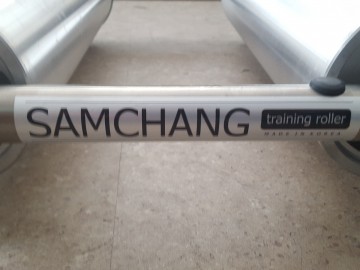 SAMCHANG training roller
MADE IN KOREA